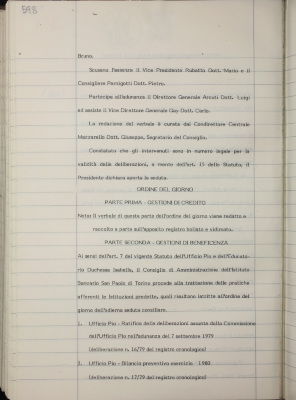 598
Bruno.
Scusano l'assenza il Vice Presidente Rubatto Dott. Mario e il
Consigliere Ferrigotti Dott. Pietro.
Partecipa all'adunanza il Direttore Generale Arcuti Dott. Luigi
ed assiste il Vice Direttore Generale Gay Dott. Carlo.
La redazione del verbale è curata dal Condirettore Centrale
Mazzarello Dott. Giuseppe, Segretario del Consiglio.
Constatato che gli intervenuti sono in numero legale per la
validità delle deliberazioni, a mente dell'art. 13 dello Statuto, il
Presidente dichiara aperta la seduta.
ORDINE DEL GIORNO
PARTE PRIMA - GESTIONI DI CREDITO
Nota: il verbale di questa parte dell'ordine del giorno viene redatto e
raccolto a parte sull'apposito registro bollato e vidimato.
PARTE SECONDA - GESTIONI DI BENEFICENZA
Ai sensi dell'art. 7 del vigente Statuto dell'Ufficio Pio e dell'Educato-
rio Duchessa Isabella, il Consiglio di Amministrazione dell'Istituto
Bancario San Paolo di Torino procede alla trattazione delle pratiche
afferenti le Istituzioni predette, quali risultano iscritte all'ordine del
giorno dell'odierna seduta consiliare.
1. Ufficio Pio - Ratifica delle deliberazioni assunte dalla Commissione
dell'Ufficio Pio nell'adunanza del 7 settembre 1979
(deliberazione n. 16/79 del registro cronologico)
2. Ufficio Pio - Bilancio preventivo esercizio 1980
(deliberazione n. 17/79 del registro cronologico)